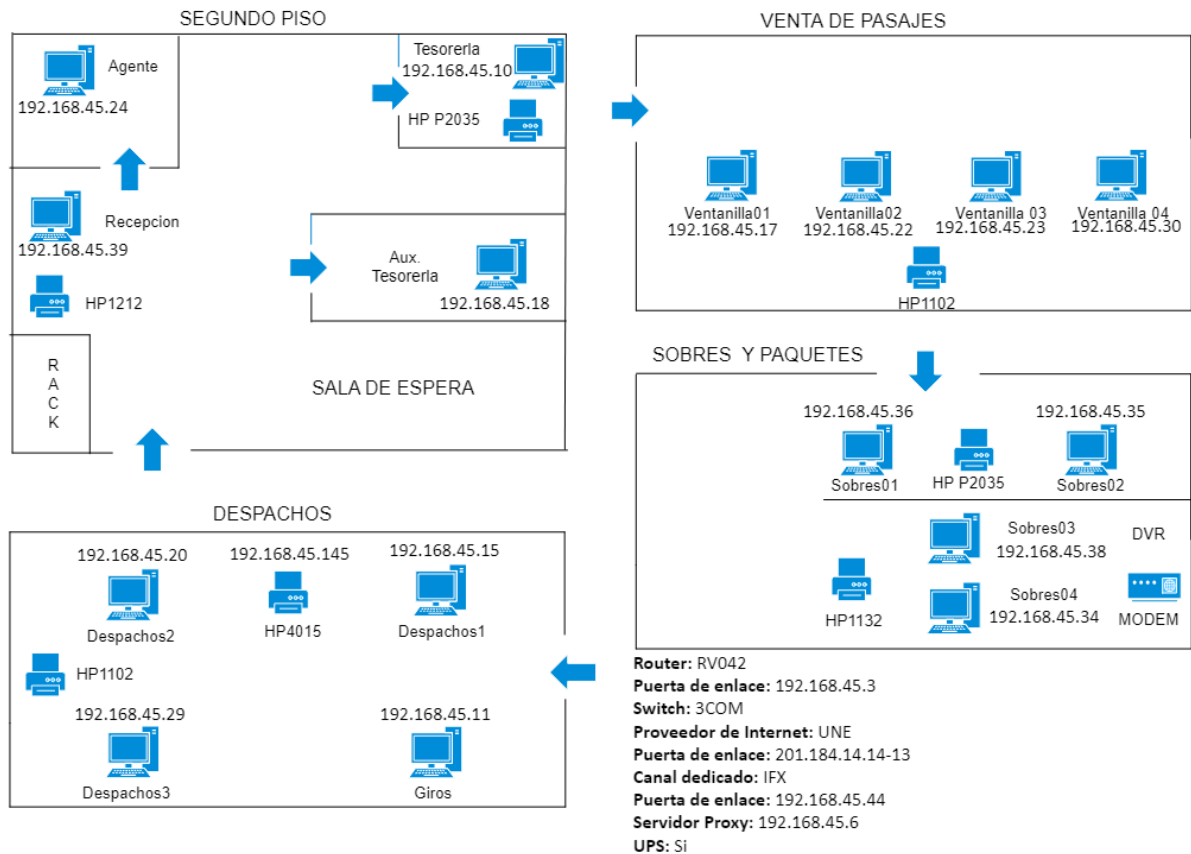 SEGUNDO PISO
Agente
192.168.45.24
Tesorerla
192.168.45.10
HP P2035
Recepcion
192.168.45.39
HP1212
Aux.
Tesorerla
192.168.45.18
R
A
C
K
SALA DE ESPERA
VENTA DE PASAJES
Ventanilla01
192.168.45.17
Ventanilla02
192.168.45.22
Ventanilla 03
192.168.45.23
Ventanilla 04
192.168.45.30
HP1102
SOBRES Y PAQUETES
192.168.45.36
Sobres01
HP P2035
192.168.45.35
Sobres02
Sobres03
192.168.45.38
DVR
HP1132
Sobres04
192.168.45.34
MODEM
DESPACHOS
192.168.45.20
Despachos2
192.168.45.145
HP4015
192.168.45.15
Despachos1
HP1102
192.168.45.29
Despachos3
192.168.45.11
Giros
Router: RV042
Puerta de enlace: 192.168.45.3
Switch: 3COM
Proveedor de Internet: UNE
Puerta de enlace: 201.184.14.14-13
Canal dedicado: IFX
Puerta de enlace: 192.168.45.44
Servidor Proxy: 192.168.45.6
UPS: Si